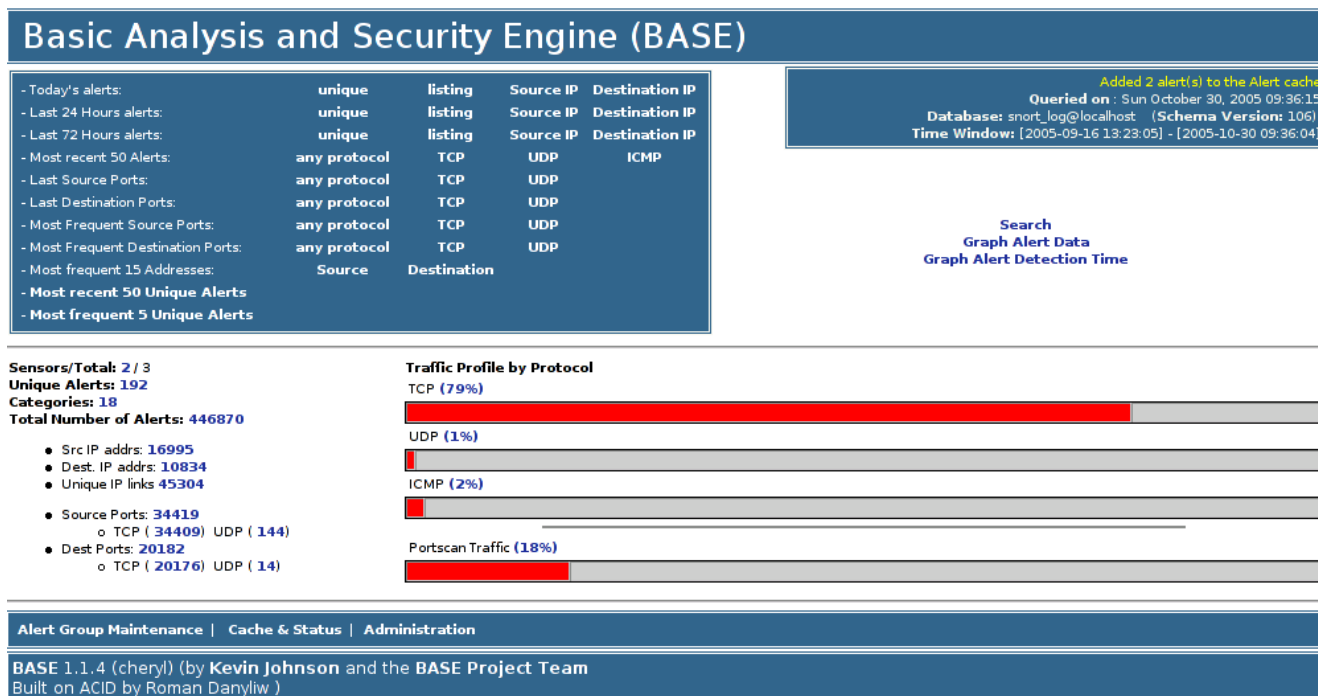 Basic Analysis and Security Engine (BASE)
- Today's alerts: unique listing Source IP Destination IP
- Last 24 Hours alerts: unique listing Source IP Destination IP
- Last 72 Hours alerts: unique listing Source IP Destination IP
- Most recent 50 Alerts: any protocol TCP UDP ICMP
- Last Source Ports: any protocol TCP UDP
- Last Destination Ports: any protocol TCP UDP
- Most Frequent Source Ports: any protocol TCP UDP
- Most Frequent Destination Ports: any protocol TCP UDP
- Most frequent 15 Addresses: Source Destination
- Most recent 50 Unique Alerts
- Most frequent 5 Unique Alerts
Added 2 alert(s) to the Alert cache
Queried on : Sun October 30, 2005 09:36:15
Database: snort_log@localhost (Schema Version: 106)
Time Window: [2005-09-16 13:23:05] - [2005-10-30 09:36:04]
Search
Graph Alert Data
Graph Alert Detection Time
Sensors/Total: 2 / 3
Unique Alerts: 192
Categories: 18
Total Number of Alerts: 446870
Src IP addrs: 16995
Dest. IP addrs: 10834
Unique IP links 45304
Source Ports: 34419
TCP ( 34409) UDP ( 144)
Dest Ports: 20182
TCP ( 20176) UDP ( 14)
Traffic Profile by Protocol
TCP (79%)
UDP (1%)
ICMP (2%)
Portscan Traffic (18%)
Alert Group Maintenance | Cache & Status | Administration
BASE 1.1.4 (cheryl) (by Kevin Johnson and the BASE Project Team
Built on ACID by Roman Danyliw )